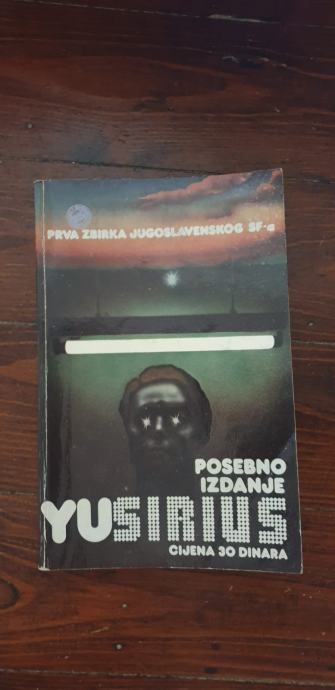 PRVA ZBIRKA JUGOSLAVENSKOG SF-a
POSEBNO
IZDANJE
YUSIRIUS
CIJENA 30 DINARA